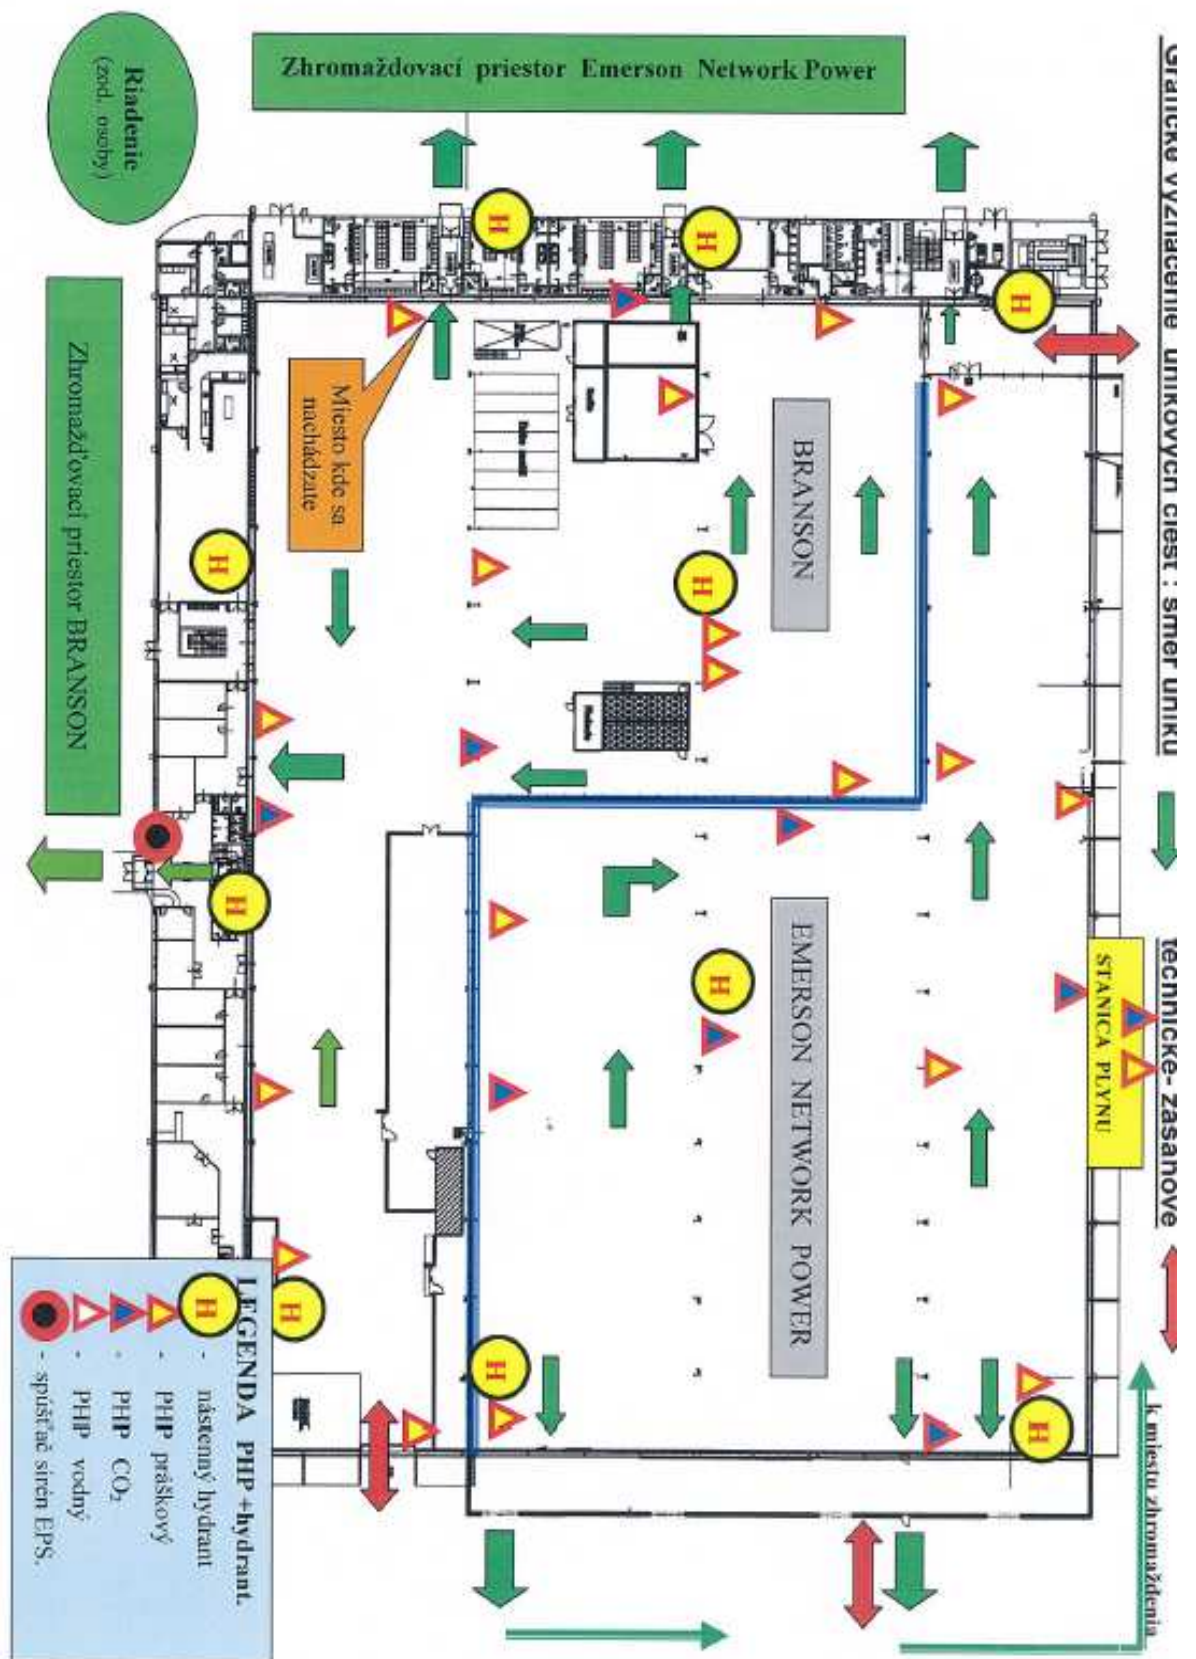 Grafické vyznačenie únikových ciest : smer úniku
technické- zásahové
Zhromaždovací priestor Emerson Network Power
Riadenie
(zod. osoby)
Zhromažďovací priestor BRANSON
Miesto kde sa
nachádzate
BRANSON
EMERSON NETWORK POWER
STANICA PLYNU
k miestu zhromaždenia
H
H
H
H
H
H
H
H
H
H
LEGENDA PHP +hydrant.
H - nástenný hydrant
- PHP práškový
- PHP CO₂
- PHP vodný
- spúšťač sirén EPS.